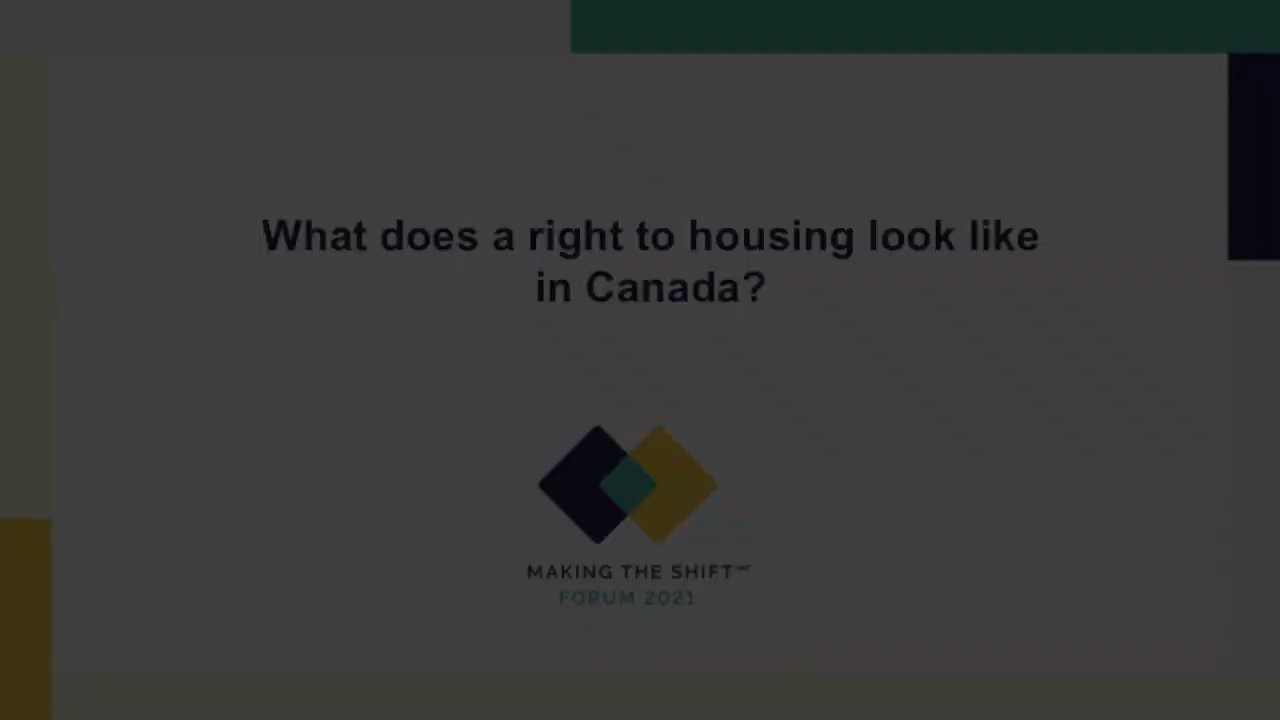 What does a right to housing look like
in Canada?
MAKING THE SHIFT
FORUM 2021